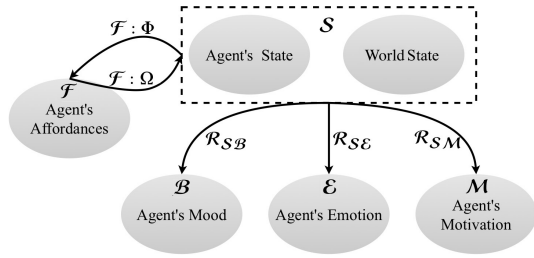 𝓕 : Φ
𝓢
Agent's State
World State
𝓕 : Ω
𝓕
Agent's
Affordances
𝓡𝓢𝓑
𝓡𝓢𝓔
𝓡𝓢𝓜
𝓑
Agent's Mood
𝓔
Agent's Emotion
𝓜
Agent's
Motivation